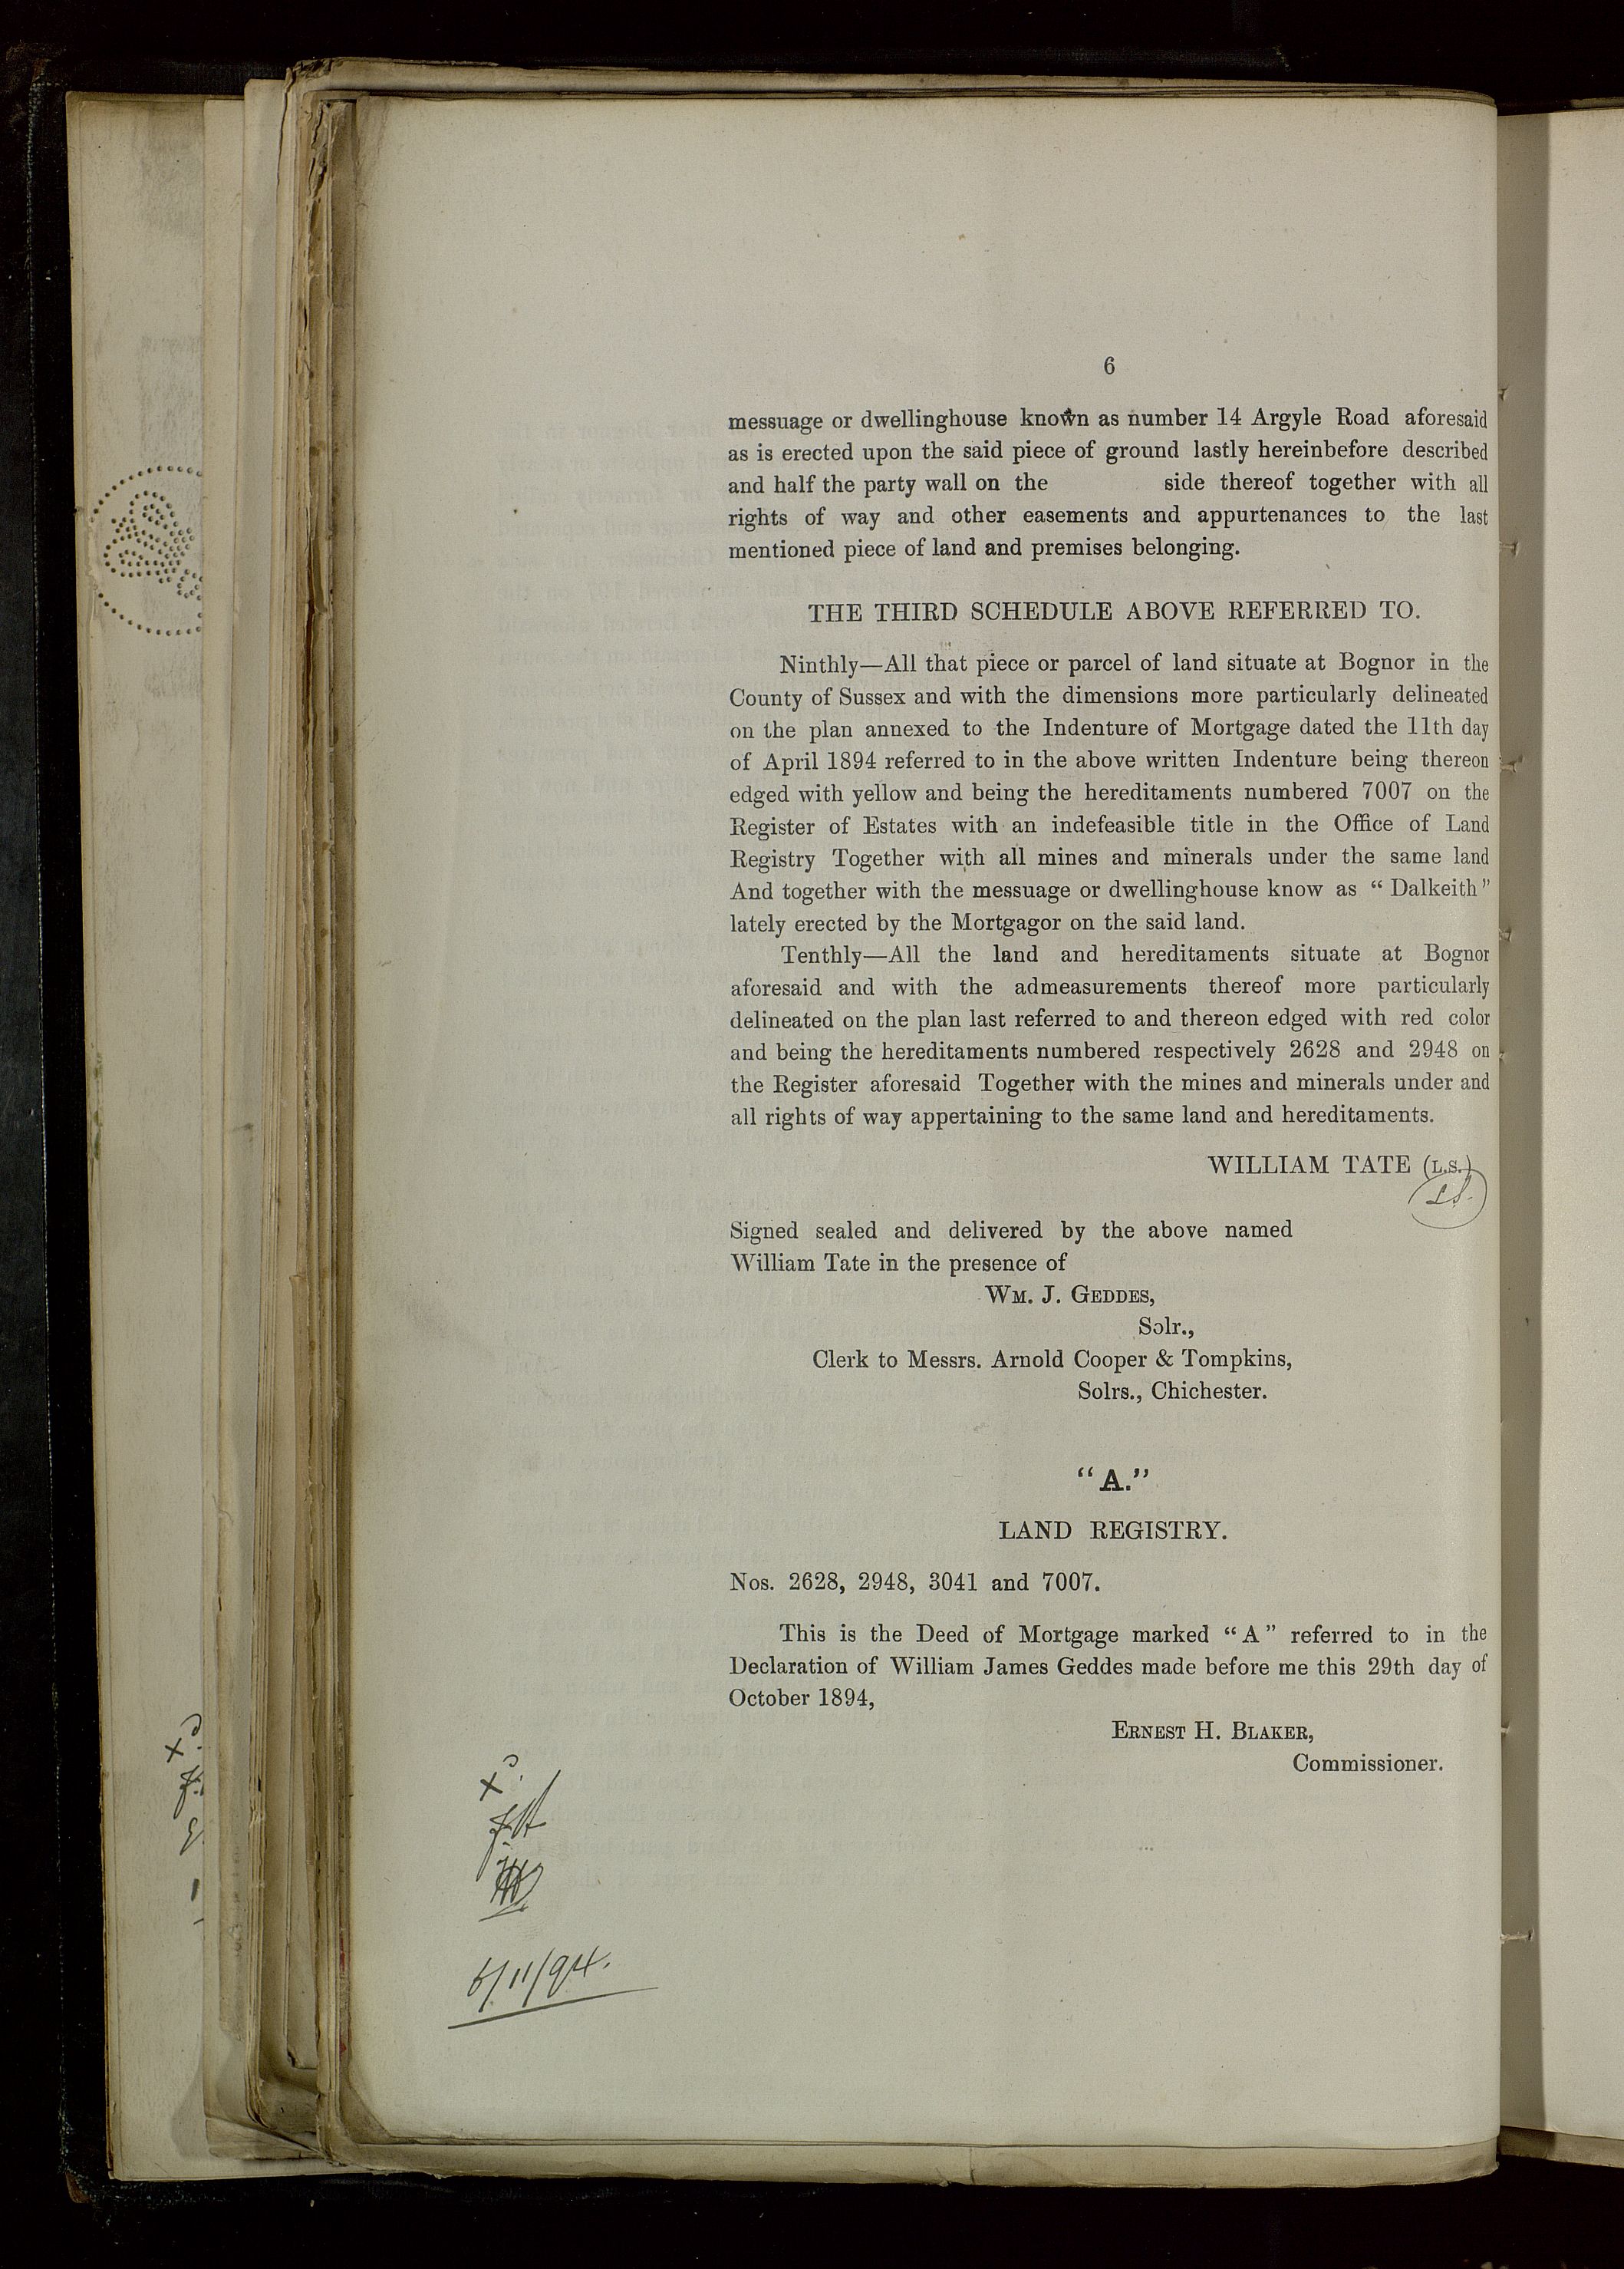 6
messuage or dwellinghouse known as number 14 Argyle Road aforesaid
as is erected upon the said piece of ground lastly hereinbefore described
and half the party wall on the side thereof together with all
rights of way and other easements and appurtenances to the last
mentioned piece of land and premises belonging.
THE THIRD SCHEDULE ABOVE REFERRED TO.
Ninthly—All that piece or parcel of land situate at Bognor in the
County of Sussex and with the dimensions more particularly delineated
on the plan annexed to the Indenture of Mortgage dated the 11th day
of April 1894 referred to in the above written Indenture being thereon
edged with yellow and being the hereditaments numbered 7007 on the
Register of Estates with an indefeasible title in the Office of Land
Registry Together with all mines and minerals under the same land
And together with the messuage or dwellinghouse know as “ Dalkeith ”
lately erected by the Mortgagor on the said land.
Tenthly—All the land and hereditaments situate at Bognor
aforesaid and with the admeasurements thereof more particularly
delineated on the plan last referred to and thereon edged with red color
and being the hereditaments numbered respectively 2628 and 2948 on
the Register aforesaid Together with the mines and minerals under and
all rights of way appertaining to the same land and hereditaments.
WILLIAM TATE (L.S.)
LS.
Signed sealed and delivered by the above named
William Tate in the presence of
WM. J. GEDDES,
Solr.,
Clerk to Messrs. Arnold Cooper & Tompkins,
Solrs., Chichester.
“A.”
LAND REGISTRY.
Nos. 2628, 2948, 3041 and 7007.
This is the Deed of Mortgage marked “ A ” referred to in the
Declaration of William James Geddes made before me this 29th day of
October 1894,
ERNEST H. BLAKER,
Commissioner.
6/11/94.